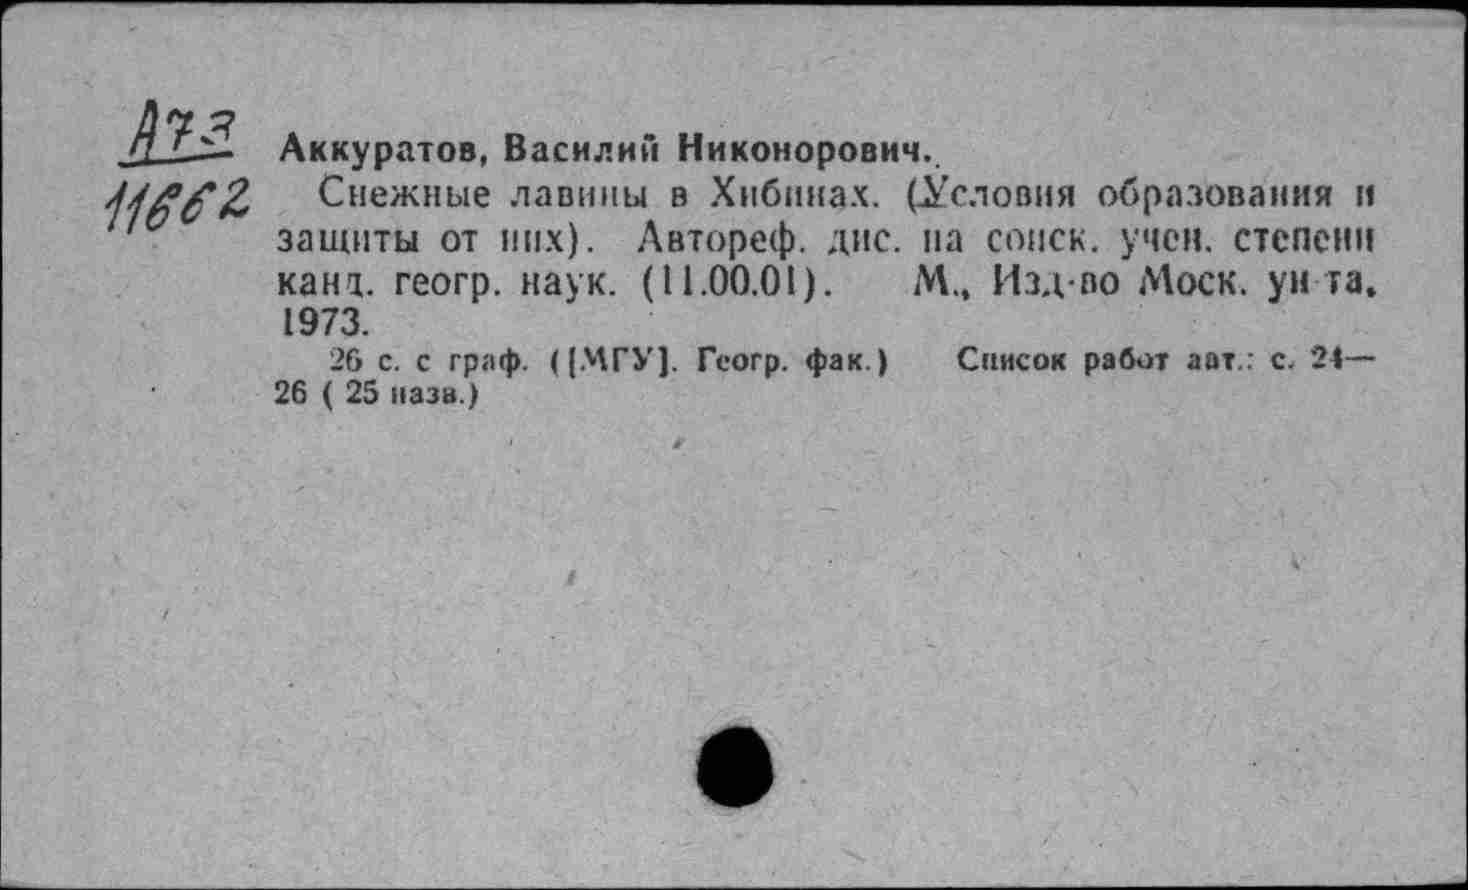 А73
11662
Аккуратов, Василий Никонорович.
Снежные лавины в Хибинах. (Условия образования и
защиты от них). Автореф. дис. на соиск. учен. степени
канд. геогр. наук. (11.00.01). М., Изд-во Моск. ун-та,
1973.
26 с. с граф. ([МГУ]. Геогр. фак.) Список работ авт.: с. 24—
26 ( 25 назв.)